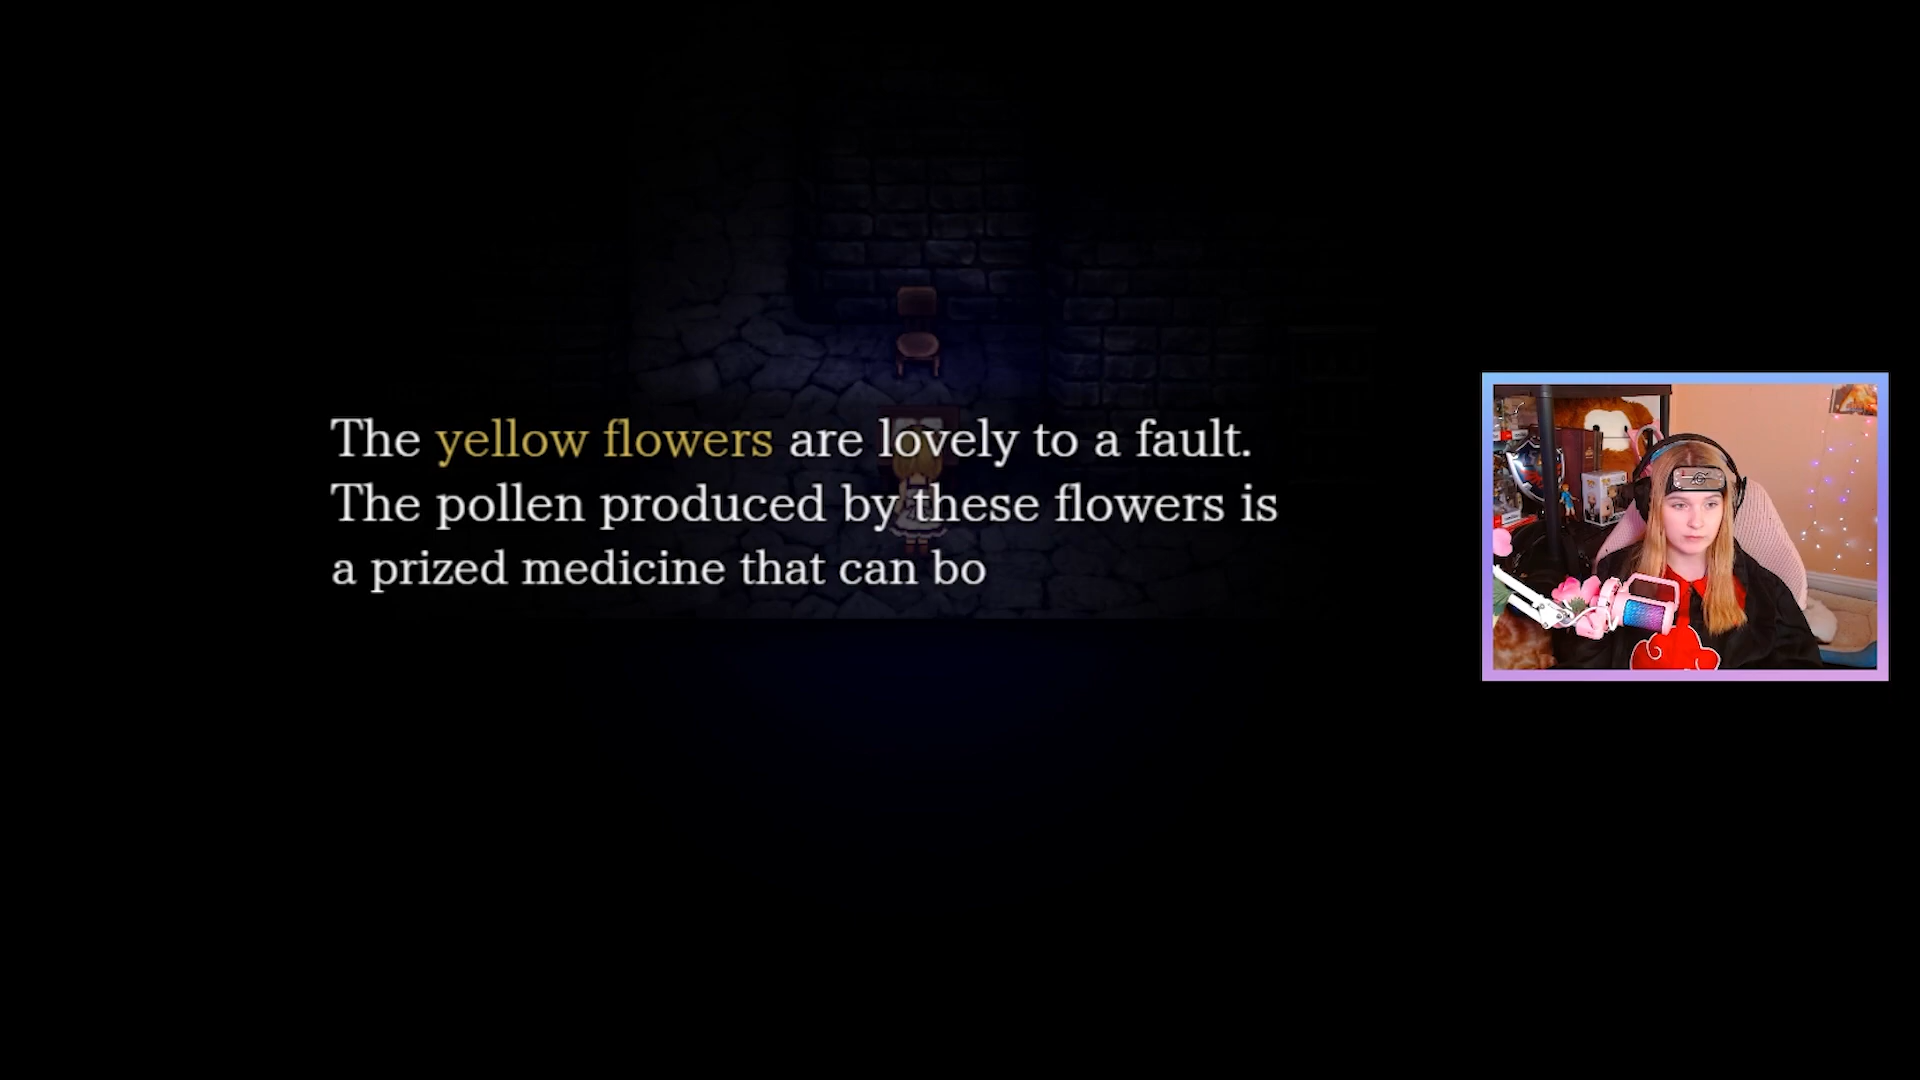 The yellow flowers are lovely to a fault.
The pollen produced by these flowers is
a prized medicine that can bo